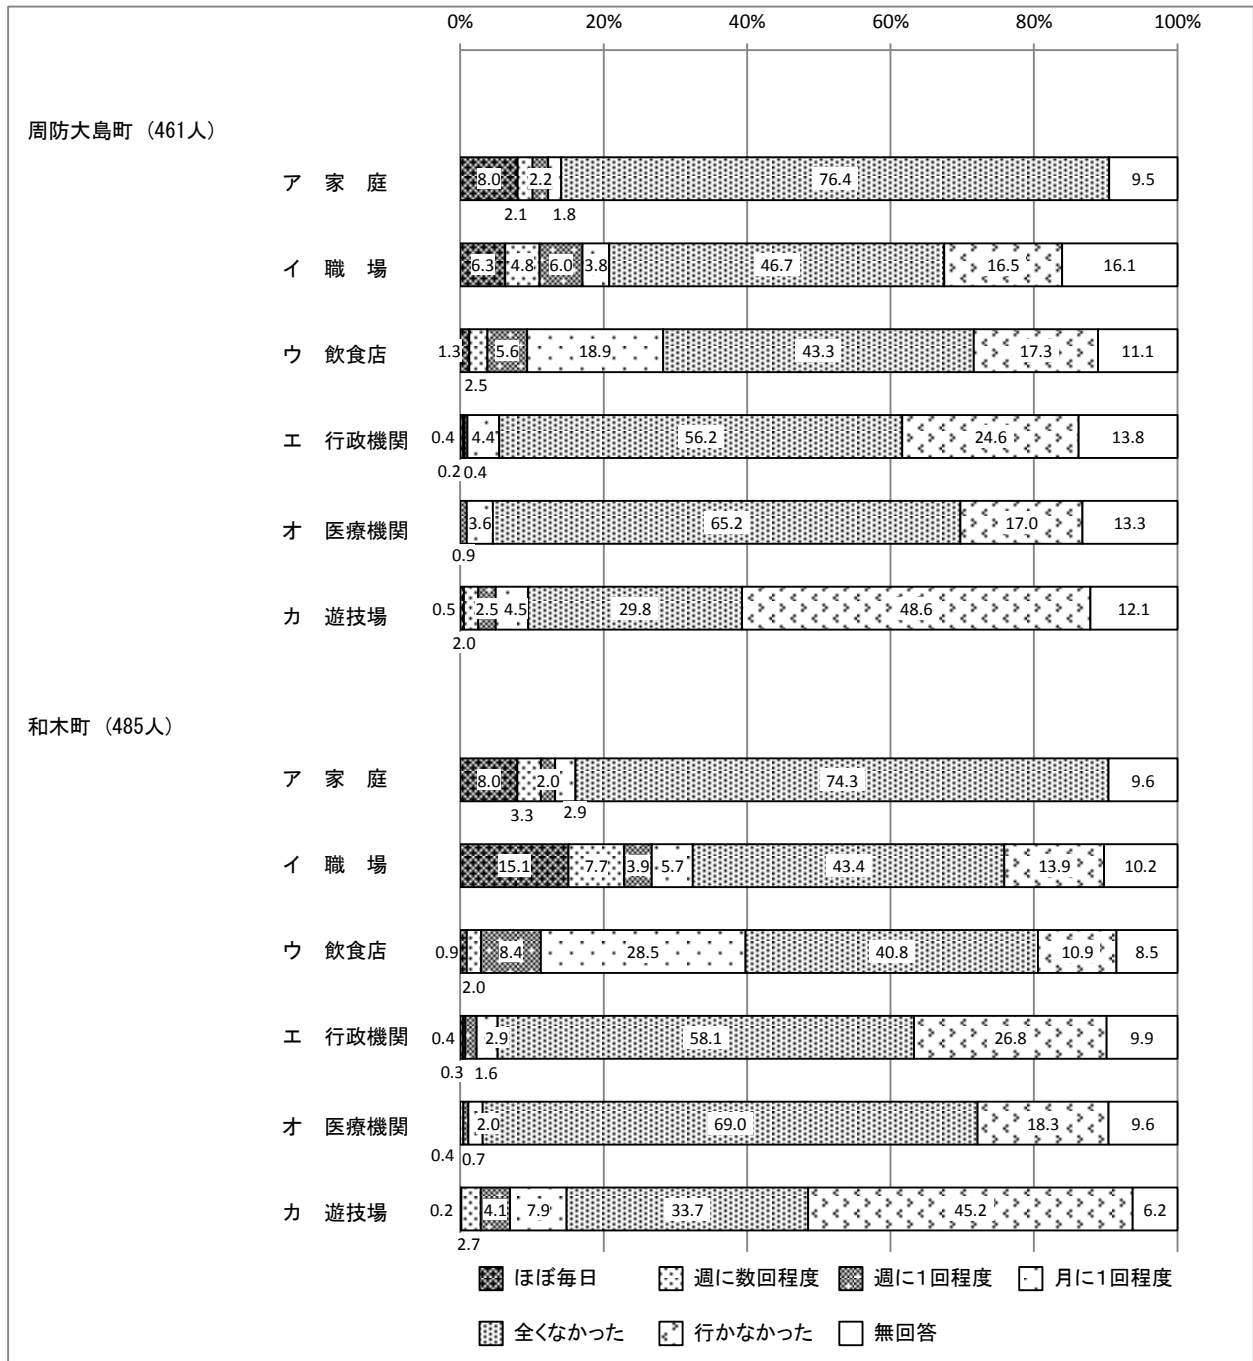 0% 20% 40% 60% 80% 100%
周防大島町 (461人)
ア 家 庭 8.0 2.2 76.4 9.5
2.1 1.8
イ 職 場 6.3 4.8 6.0 3.8 46.7 16.5 16.1
ウ 飲食店 1.3 5.6 18.9 43.3 17.3 11.1
2.5
エ 行政機関 0.4 4.4 56.2 24.6 13.8
0.2 0.4
オ 医療機関 3.6 65.2 17.0 13.3
0.9
カ 遊技場 0.5 2.5 4.5 29.8 48.6 12.1
2.0
和木町 (485人)
ア 家 庭 8.0 2.0 74.3 9.6
3.3 2.9
イ 職 場 15.1 7.7 3.9 5.7 43.4 13.9 10.2
ウ 飲食店 0.9 8.4 28.5 40.8 10.9 8.5
2.0
エ 行政機関 0.4 2.9 58.1 26.8 9.9
0.3 1.6
オ 医療機関 2.0 69.0 18.3 9.6
0.4 0.7
カ 遊技場 0.2 4.1 7.9 33.7 45.2 6.2
2.7
ほぼ毎日 週に数回程度 週に1回程度 月に1回程度
全くなかった 行かなかった 無回答